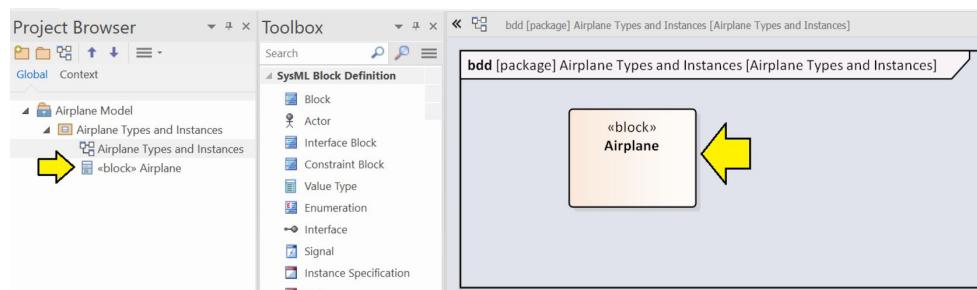 Project Browser
Global Context
Airplane Model
Airplane Types and Instances
Airplane Types and Instances
«block» Airplane
Toolbox
Search
SysML Block Definition
Block
Actor
Interface Block
Constraint Block
Value Type
Enumeration
Interface
Signal
Instance Specification
bdd [package] Airplane Types and Instances [Airplane Types and Instances]
bdd [package] Airplane Types and Instances [Airplane Types and Instances]
«block»
Airplane